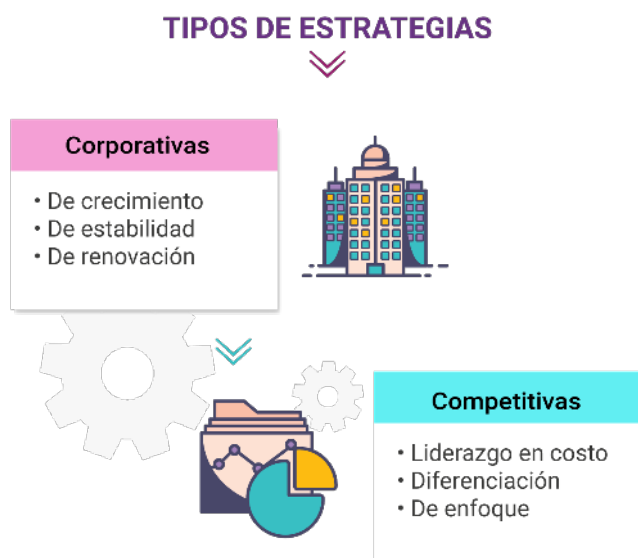 TIPOS DE ESTRATEGIAS
Corporativas
• De crecimiento
• De estabilidad
• De renovación
Competitivas
• Liderazgo en costo
• Diferenciación
• De enfoque